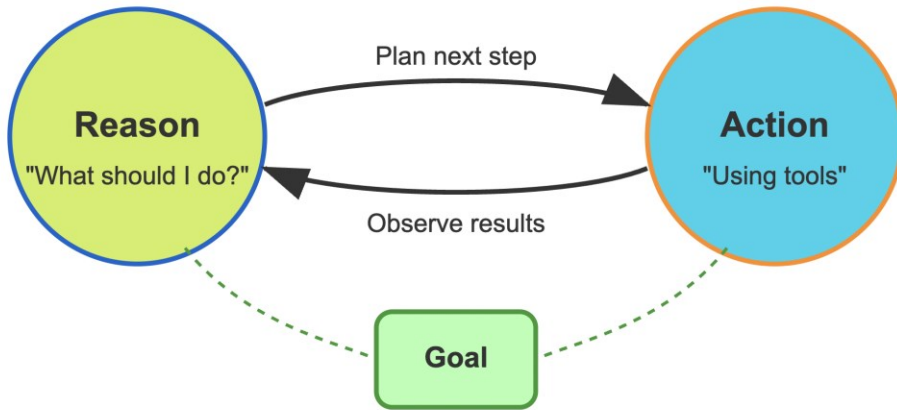 Plan next step
Reason
"What should I do?"
Action
"Using tools"
Observe results
Goal